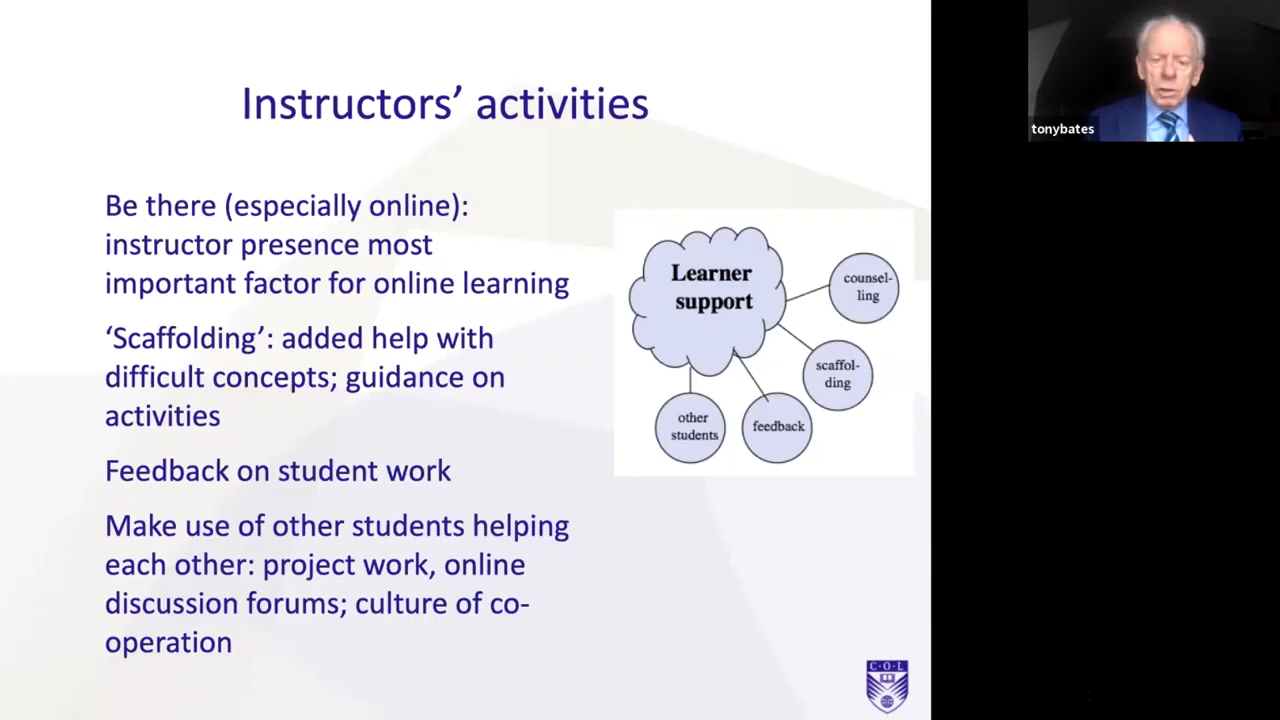 Instructors’ activities
Be there (especially online):
instructor presence most
important factor for online learning
‘Scaffolding’: added help with
difficult concepts; guidance on
activities
Feedback on student work
Make use of other students helping
each other: project work, online
discussion forums; culture of co-
operation
Learner
support
counsel-
ling
scaffol-
ding
feedback
other
students
C·O·L
tonybates